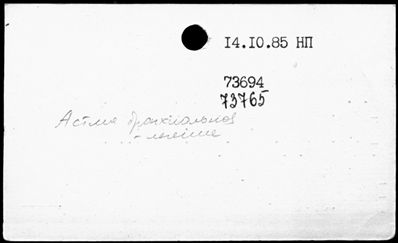 14.10.85 НП
73694
73765
Астма бронхиальная
- лечение